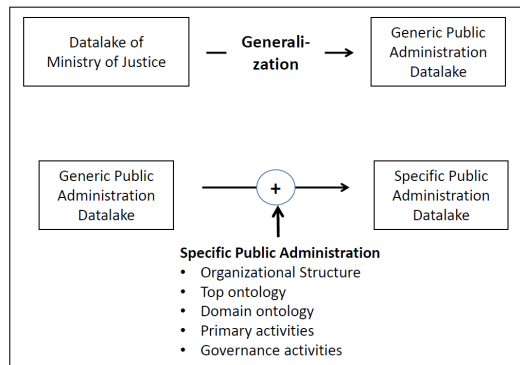 Datalake of
Ministry of Justice
Generali-
zation
Generic Public
Administration
Datalake
Generic Public
Administration
Datalake
+
Specific Public
Administration
Datalake
Specific Public Administration
• Organizational Structure
• Top ontology
• Domain ontology
• Primary activities
• Governance activities